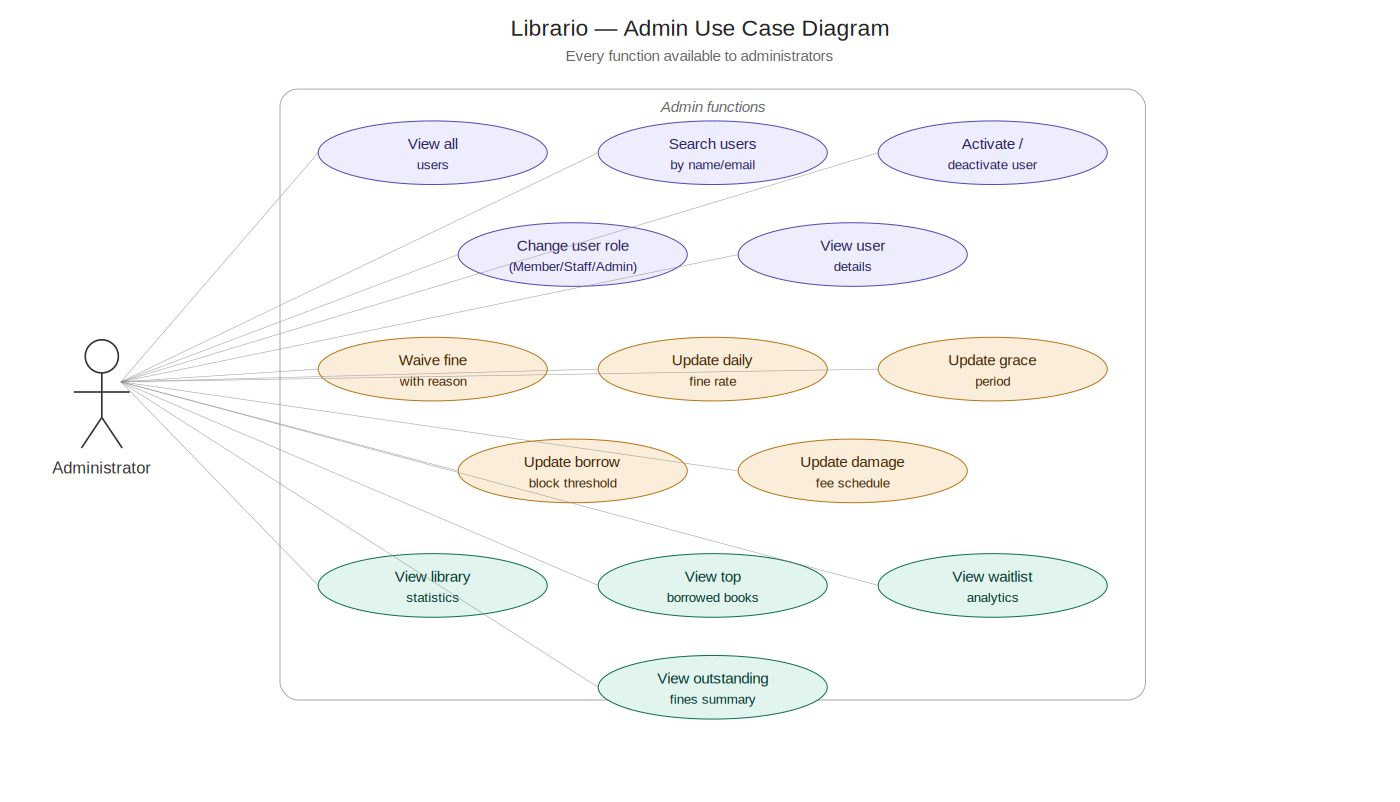 Librario — Admin Use Case Diagram
Every function available to administrators
Admin functions
View all
users
Search users
by name/email
Activate /
deactivate user
Change user role
(Member/Staff/Admin)
View user
details
Waive fine
with reason
Update daily
fine rate
Update grace
period
Administrator
Update borrow
block threshold
Update damage
fee schedule
View library
statistics
View top
borrowed books
View waitlist
analytics
View outstanding
fines summary